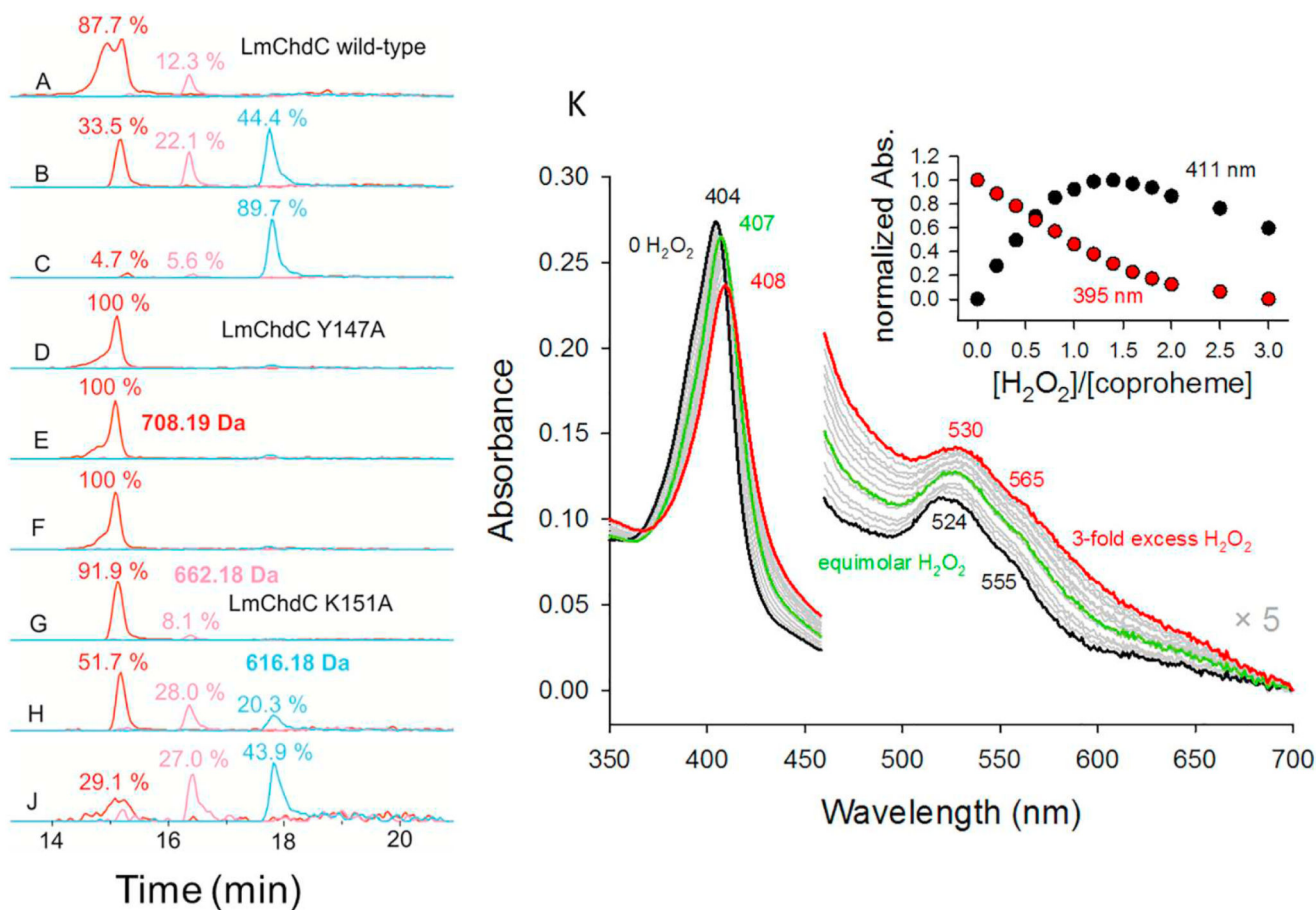 87.7 %
LmChdC wild-type
12.3 %
A
33.5 %
22.1 %
44.4 %
B
89.7 %
4.7 %
5.6 %
C
100 %
LmChdC Y147A
D
100 %
708.19 Da
E
100 %
F
91.9 %
662.18 Da
LmChdC K151A
8.1 %
G
51.7 %
616.18 Da
28.0 %
20.3 %
H
27.0 %
43.9 %
29.1 %
J
14 16 18 20
Time (min)
K
0.30
0.25
0.20
0.15
0.10
0.05
0.00
Absorbance
404
407
0 H₂O₂
408
530
565
524
555
equimolar H₂O₂
3-fold excess H₂O₂
× 5
350 400 450 500 550 600 650 700
Wavelength (nm)
1.2
1.0
0.8
0.6
0.4
0.2
0.0
normalized Abs.
411 nm
395 nm
0.0 0.5 1.0 1.5 2.0 2.5 3.0
[H₂O₂]/[coproheme]